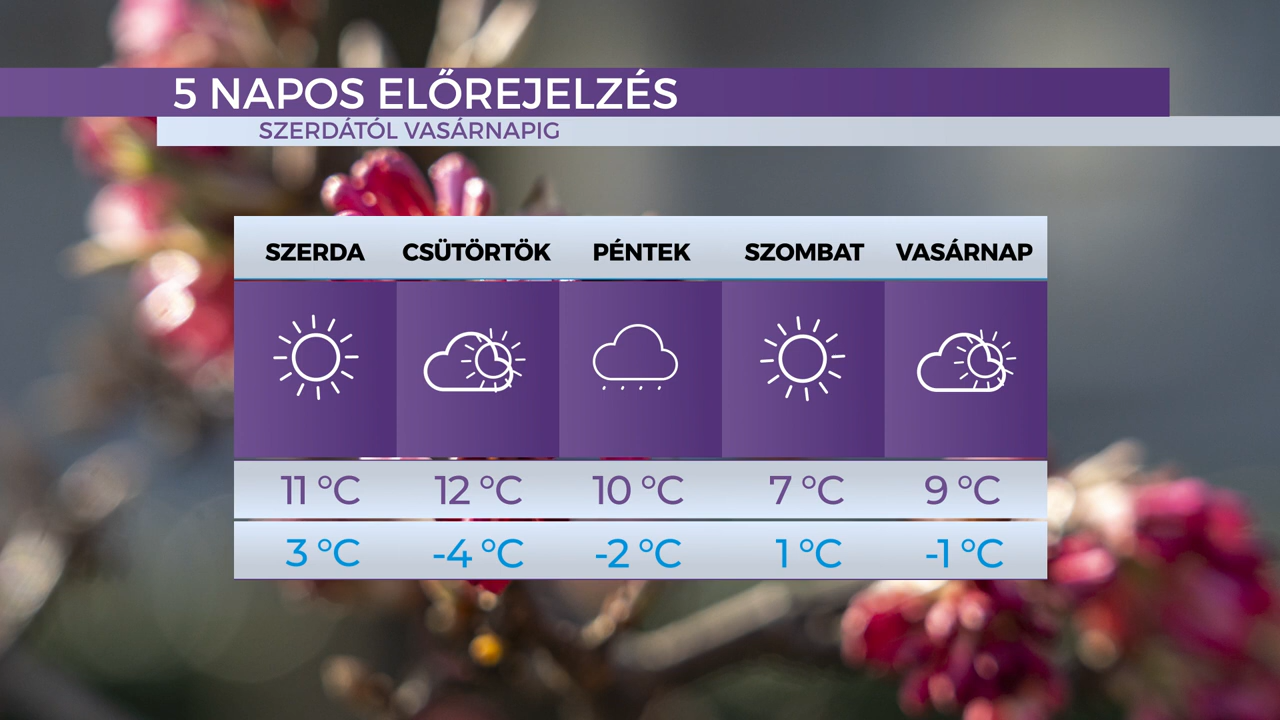 5 NAPOS ELŐREJELZÉS
SZERDÁTÓL VASÁRNAPIG
SZERDA CSÜTÖRTÖK PÉNTEK SZOMBAT VASÁRNAP
11 °C 12 °C 10 °C 7 °C 9 °C
3 °C -4 °C -2 °C 1 °C -1 °C